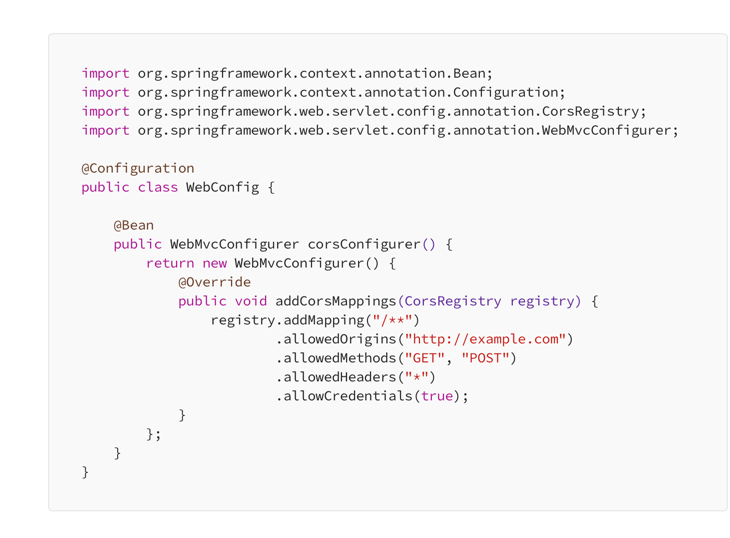 import org.springframework.context.annotation.Bean;
import org.springframework.context.annotation.Configuration;
import org.springframework.web.servlet.config.annotation.CorsRegistry;
import org.springframework.web.servlet.config.annotation.WebMvcConfigurer;

@Configuration
public class WebConfig {

    @Bean
    public WebMvcConfigurer corsConfigurer() {
        return new WebMvcConfigurer() {
            @Override
            public void addCorsMappings(CorsRegistry registry) {
                registry.addMapping("/**")
                        .allowedOrigins("http://example.com")
                        .allowedMethods("GET", "POST")
                        .allowedHeaders("*")
                        .allowCredentials(true);
            }
        };
    }
}